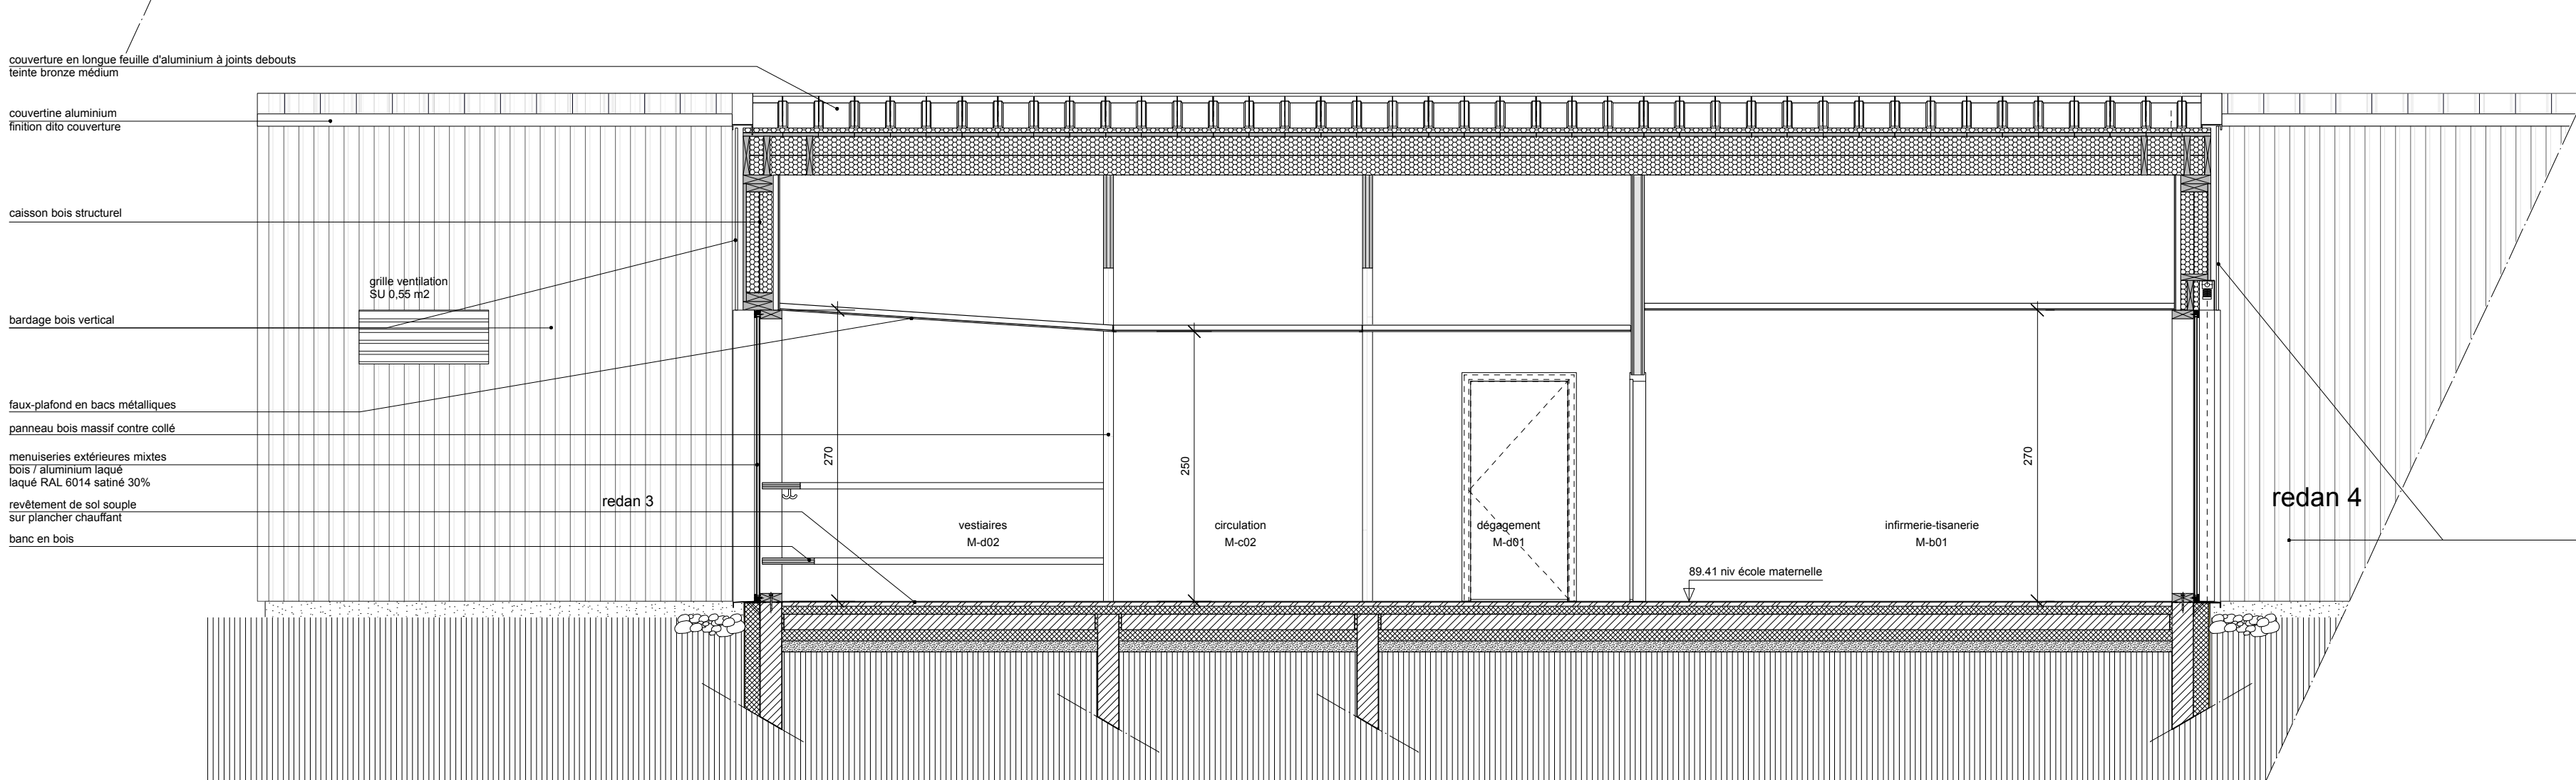 couverture en longue feuille d'aluminium à joints debouts
teinte bronze médium
couvertine aluminium
finition dito couverture
caisson bois structurel
grille ventilation
SU 0,55 m2
bardage bois vertical
faux-plafond en bacs métalliques
panneau bois massif contre collé
menuiseries extérieures mixtes
bois / aluminium laqué
laqué RAL 6014 satiné 30%
revêtement de sol souple
sur plancher chauffant
banc en bois
redan 3
270
250
270
redan 4
vestiaires
M-d02
circulation
M-c02
dégagement
M-d01
infirmerie-tisanerie
M-b01
89.41 niv école maternelle